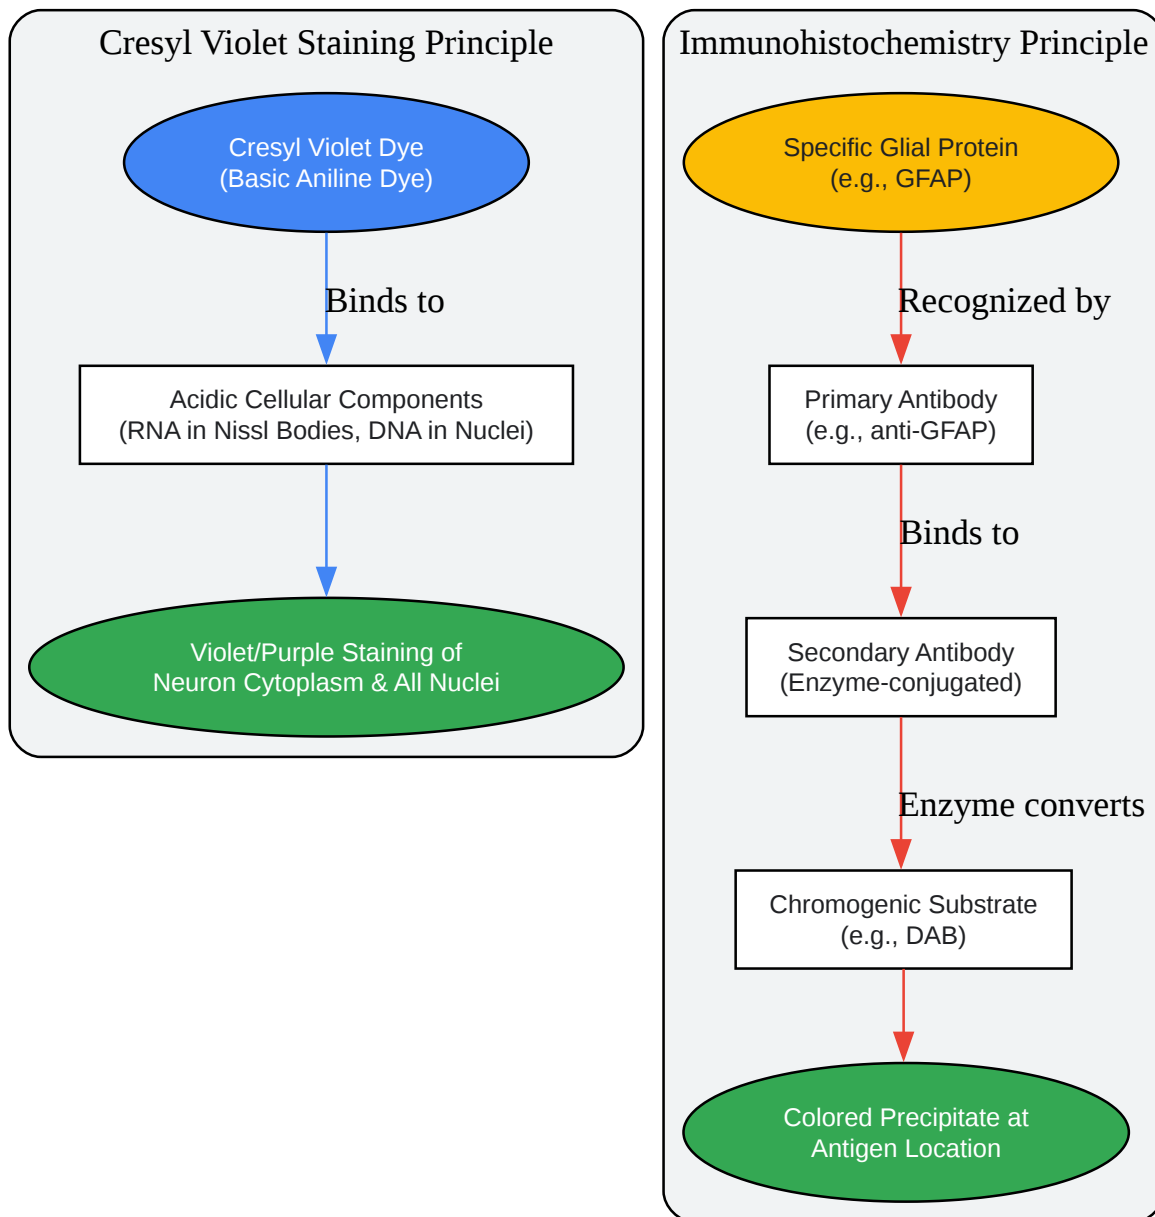 Cresyl Violet Staining Principle
Cresyl Violet Dye
(Basic Aniline Dye)
Binds to
Acidic Cellular Components
(RNA in Nissl Bodies, DNA in Nuclei)
Violet/Purple Staining of
Neuron Cytoplasm & All Nuclei
Immunohistochemistry Principle
Specific Glial Protein
(e.g., GFAP)
Recognized by
Primary Antibody
(e.g., anti-GFAP)
Binds to
Secondary Antibody
(Enzyme-conjugated)
Enzyme converts
Chromogenic Substrate
(e.g., DAB)
Colored Precipitate at
Antigen Location